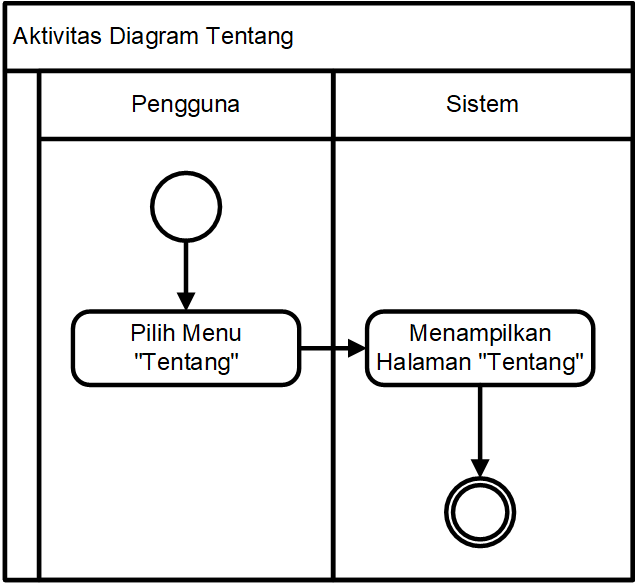 Aktivitas Diagram Tentang
Pengguna
Sistem
Pilih Menu
"Tentang"
Menampilkan
Halaman "Tentang"